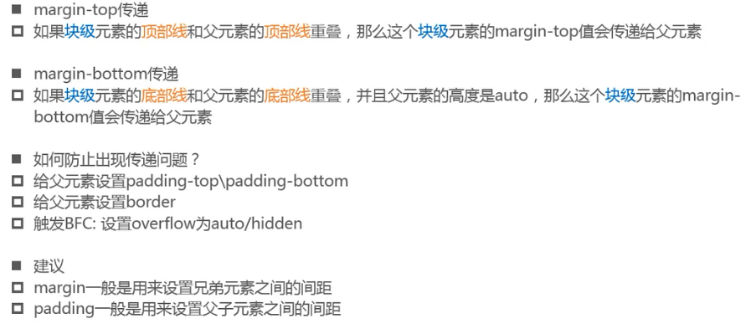 ■ margin-top传递
□ 如果块级元素的顶部线和父元素的顶部线重叠，那么这个块级元素的margin-top值会传递给父元素
■ margin-bottom传递
□ 如果块级元素的底部线和父元素的底部线重叠，并且父元素的高度是auto，那么这个块级元素的margin-
bottom值会传递给父元素
■ 如何防止出现传递问题？
□ 给父元素设置padding-top\padding-bottom
□ 给父元素设置border
□ 触发BFC: 设置overflow为auto/hidden
■ 建议
□ margin一般是用来设置兄弟元素之间的间距
□ padding一般是用来设置父子元素之间的间距